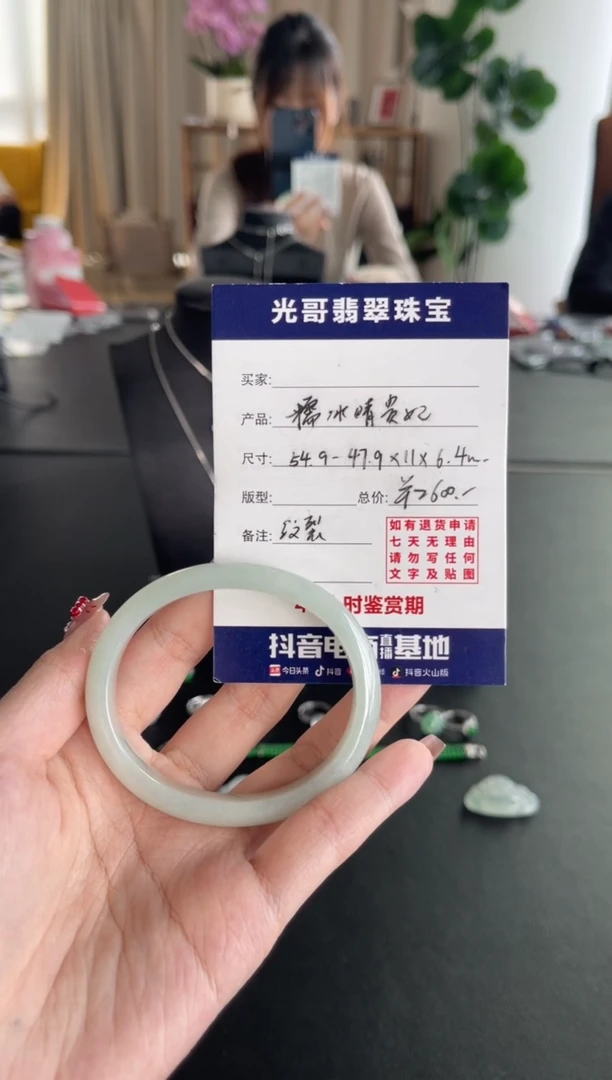 光哥翡翠珠宝
买家:
产品: 糯冰晴贵妃
尺寸: 54.9-47.9×11×6.4m.
版型: 总价:
备注: 纹裂
如有退货申请
七天无理由
请勿写任何
文字及贴图
时鉴赏期
抖音电商直播基地
今日头条 抖音 抖音火山版